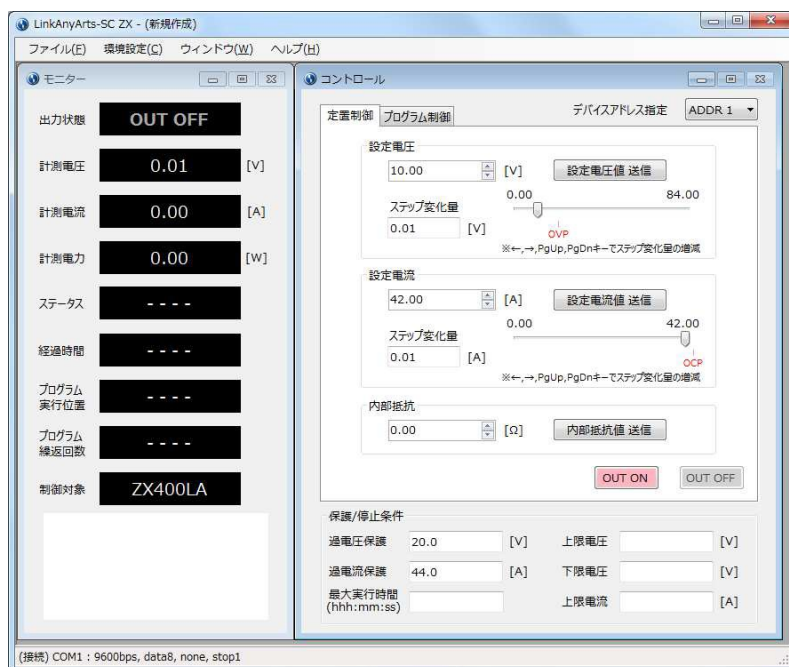 LinkAnyArts-SC ZX - (新規作成)
ファイル(F) 環境設定(C) ウィンドウ(W) ヘルプ(H)
モニター
出力状態 OUT OFF
計測電圧 0.01 [V]
計測電流 0.00 [A]
計測電力 0.00 [W]
ステータス - - - -
経過時間 - - - -
プログラム
実行位置 - - - -
プログラム
繰返回数 - - - -
制御対象 ZX400LA
コントロール
定置制御 プログラム制御 デバイスアドレス指定 ADDR 1
設定電圧
10.00 [V] 設定電圧値 送信
ステップ変化量 0.00 84.00
0.01 [V]
OVP
※←,→,PgUp,PgDnキーでステップ変化量の増減
設定電流
42.00 [A] 設定電流値 送信
ステップ変化量 0.00 42.00
0.01 [A]
OCP
※←,→,PgUp,PgDnキーでステップ変化量の増減
内部抵抗
0.00 [Ω] 内部抵抗値 送信
OUT ON OUT OFF
保護/停止条件
過電圧保護 20.0 [V] 上限電圧 [V]
過電流保護 44.0 [A] 下限電圧 [V]
最大実行時間
(hhh:mm:ss) 上限電流 [A]
(接続) COM1 : 9600bps, data8, none, stop1